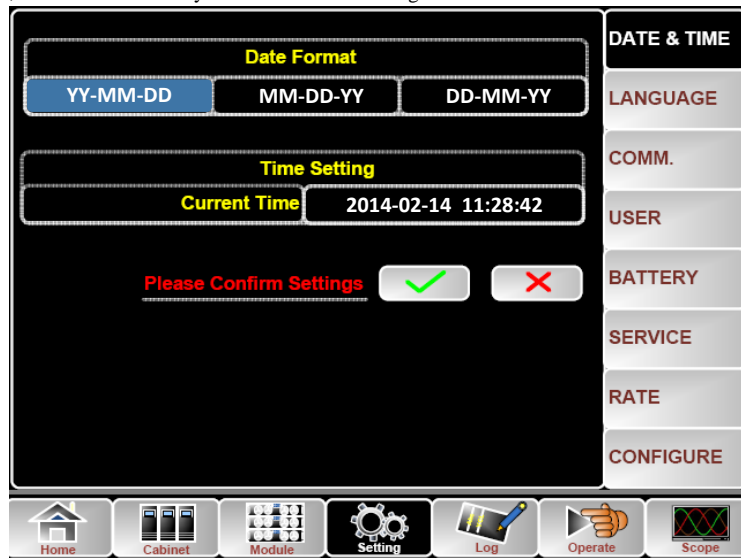 DATE & TIME
Date Format
YY-MM-DD MM-DD-YY DD-MM-YY
LANGUAGE
Time Setting
COMM.
Current Time 2014-02-14 11:28:42
USER
Please Confirm Settings
BATTERY
SERVICE
RATE
CONFIGURE
Home Cabinet Module Setting Log Operate Scope